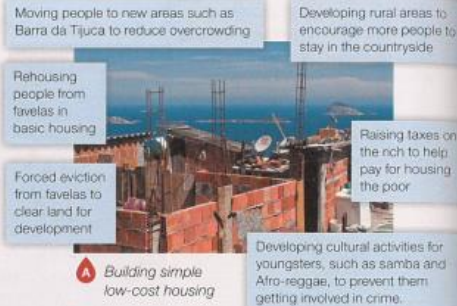 Moving people to new areas such as
Barra da Tijuca to reduce overcrowding
Developing rural areas to
encourage more people to
stay in the countryside
Rehousing
people from
favelas in
basic housing
Raising taxes on
the rich to help
pay for housing
the poor
Forced eviction
from favelas to
clear land for
development
A Building simple
low-cost housing
Developing cultural activities for
youngsters, such as samba and
Afro-reggae, to prevent them
getting involved in crime.